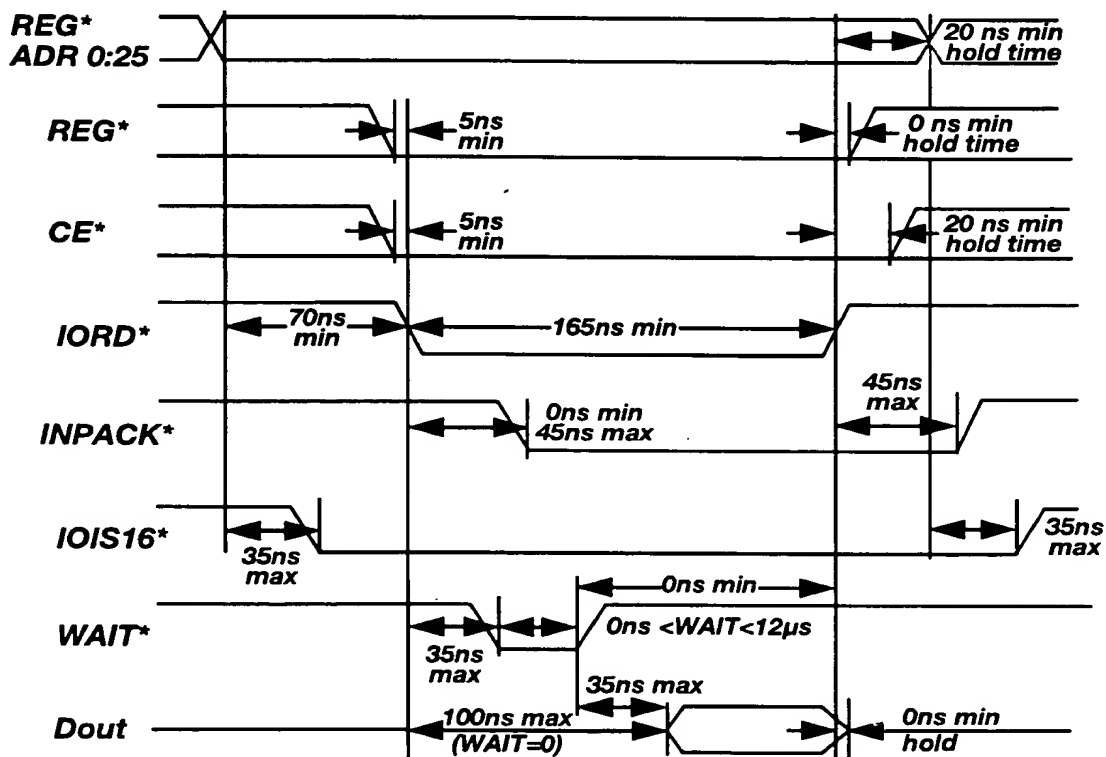 REG*
ADR 0:25
20 ns min
hold time
REG*
5ns
min
0 ns min
hold time
CE*
5ns
min
20 ns min
hold time
IORD*
70ns
min
165ns min
INPACK*
0ns min
45ns max
45ns
max
IOIS16*
35ns
max
35ns
max
WAIT*
35ns
max
0ns min
0ns <WAIT<12µs
Dout
35ns max
100ns max
(WAIT=0)
0ns min
hold